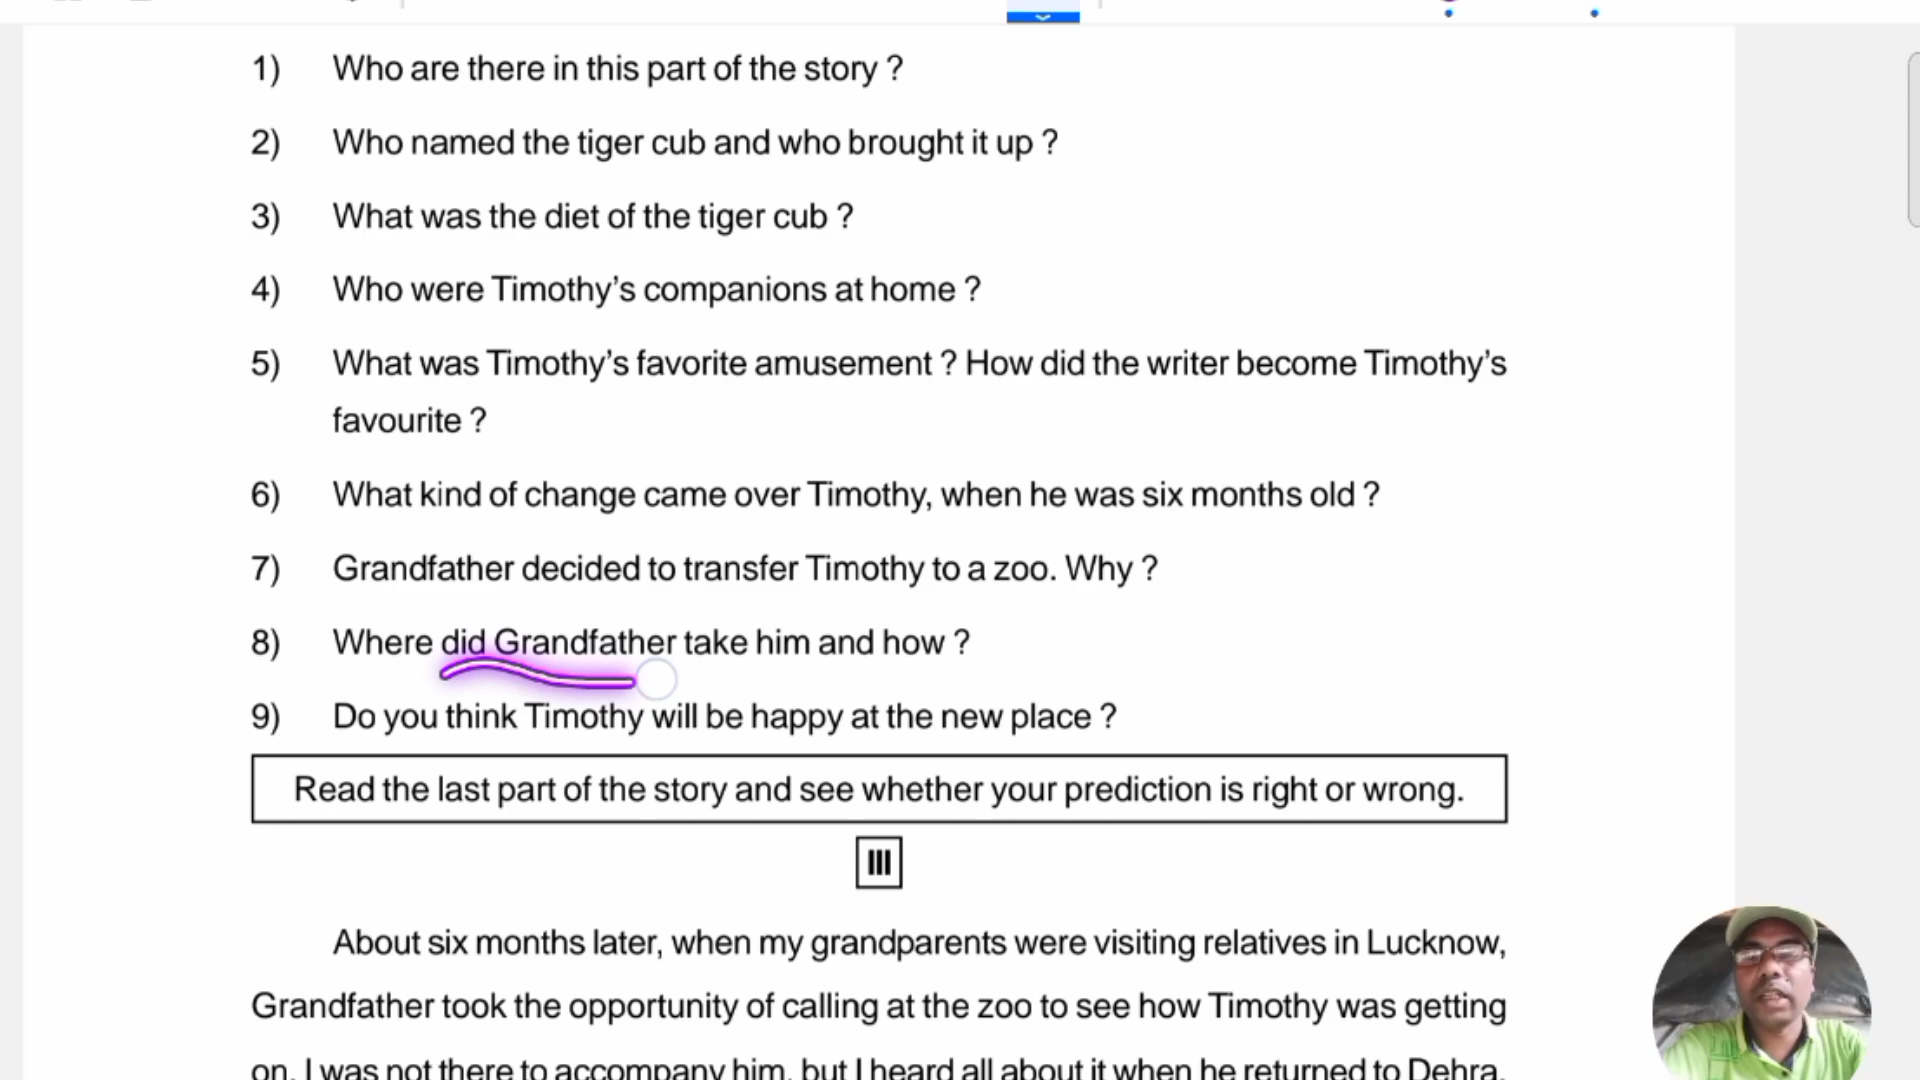 1) Who are there in this part of the story ?
2) Who named the tiger cub and who brought it up ?
3) What was the diet of the tiger cub ?
4) Who were Timothy’s companions at home ?
5) What was Timothy’s favorite amusement ? How did the writer become Timothy’s
favourite ?
6) What kind of change came over Timothy, when he was six months old ?
7) Grandfather decided to transfer Timothy to a zoo. Why ?
8) Where did Grandfather take him and how ?
9) Do you think Timothy will be happy at the new place ?
Read the last part of the story and see whether your prediction is right or wrong.
III
About six months later, when my grandparents were visiting relatives in Lucknow,
Grandfather took the opportunity of calling at the zoo to see how Timothy was getting
on. I was not there to accompany him, but I heard all about it when he returned to Dehra.